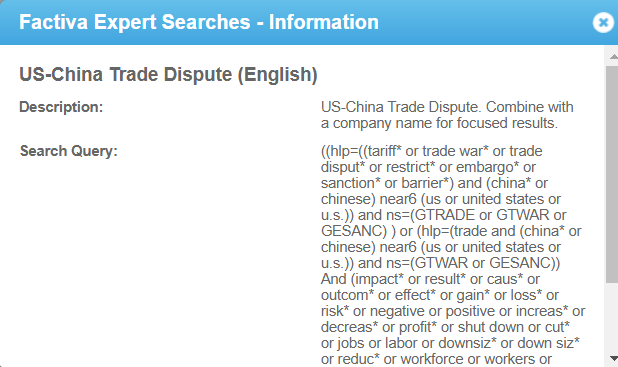 Factiva Expert Searches - Information
US-China Trade Dispute (English)
Description:
US-China Trade Dispute. Combine with
a company name for focused results.
Search Query:
((hlp=((tariff* or trade war* or trade
disput* or restrict* or embargo* or
sanction* or barrier*) and (china* or
chinese) near6 (us or united states or
u.s.)) and ns=(GTRADE or GTWAR or
GESANC) ) or (hlp=(trade and (china* or
chinese) near6 (us or united states or
u.s.)) and ns=(GTWAR or GESANC))
And (impact* or result* or caus* or
outcom* or effect* or gain* or loss* or
risk* or negative or positive or increas* or
decreas* or profit* or shut down or cut*
or jobs or labor or downsiz* or down siz*
or reduc* or workforce or workers or